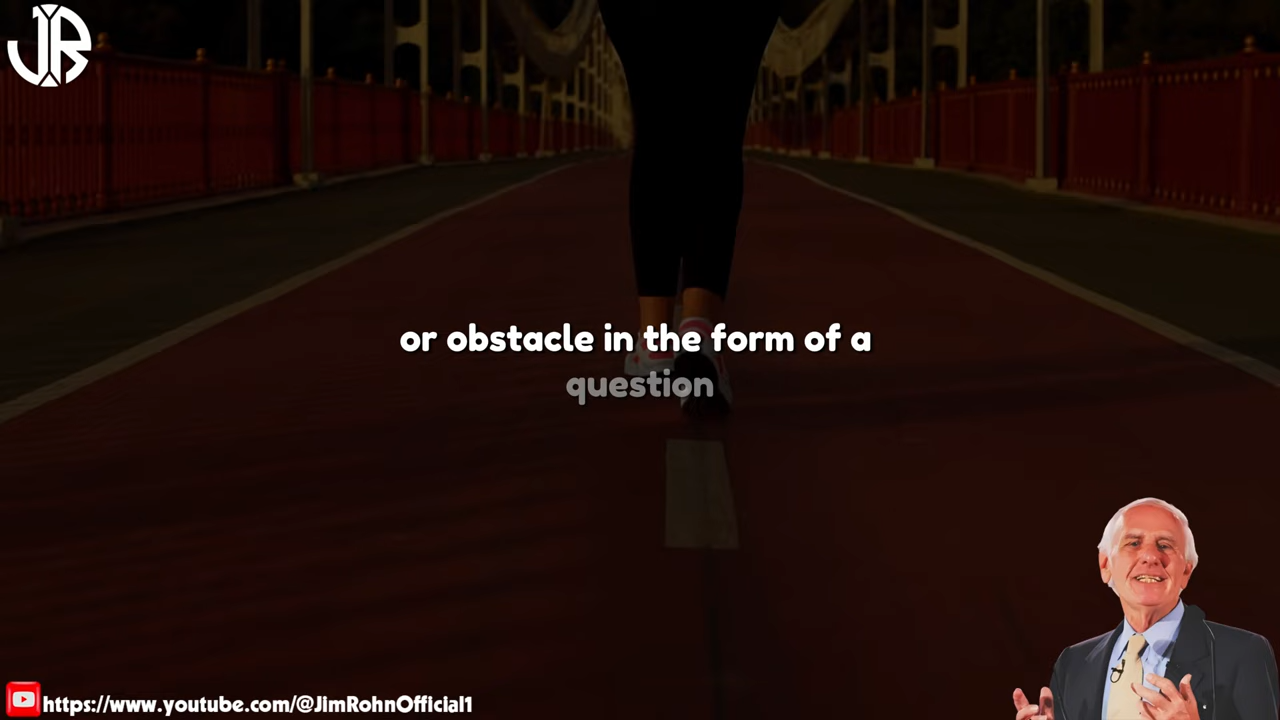 JR
or obstacle in the form of a
question
https://www.youtube.com/@JimRohnOfficial1